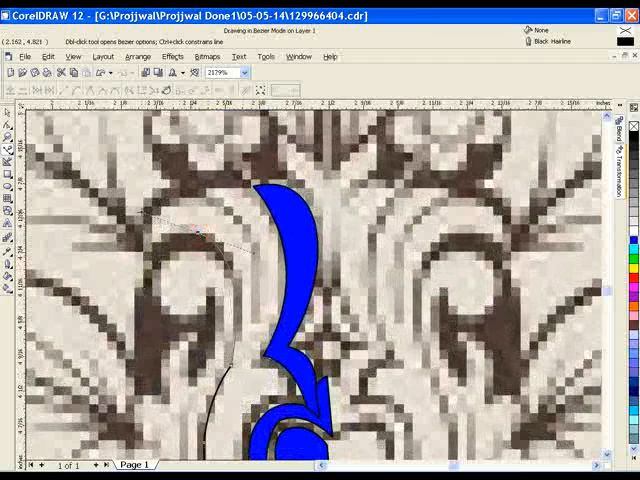 CorelDRAW 12 - [G:\Projjwal\Projjwal Done1\05-05-14\129966404.cdr]
Drawing in Bezier Mode on Layer 1
(2.162, 4.821)
Dbl-click tool opens Bezier options; Ctrl+click constrains line
None
Black Hairline
File Edit View Layout Arrange Effects Bitmaps Text Tools Window Help
2179%
inches
Blend
Transformation
1 of 1
Page 1